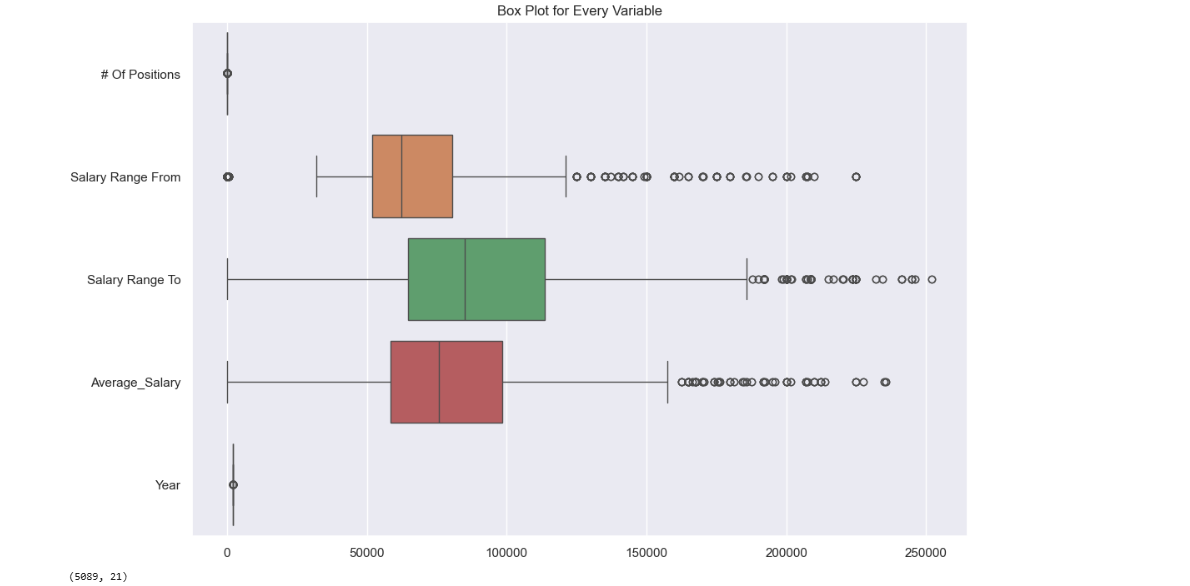 Box Plot for Every Variable
# Of Positions
Salary Range From
Salary Range To
Average_Salary
Year
0 50000 100000 150000 200000 250000
(5089, 21)